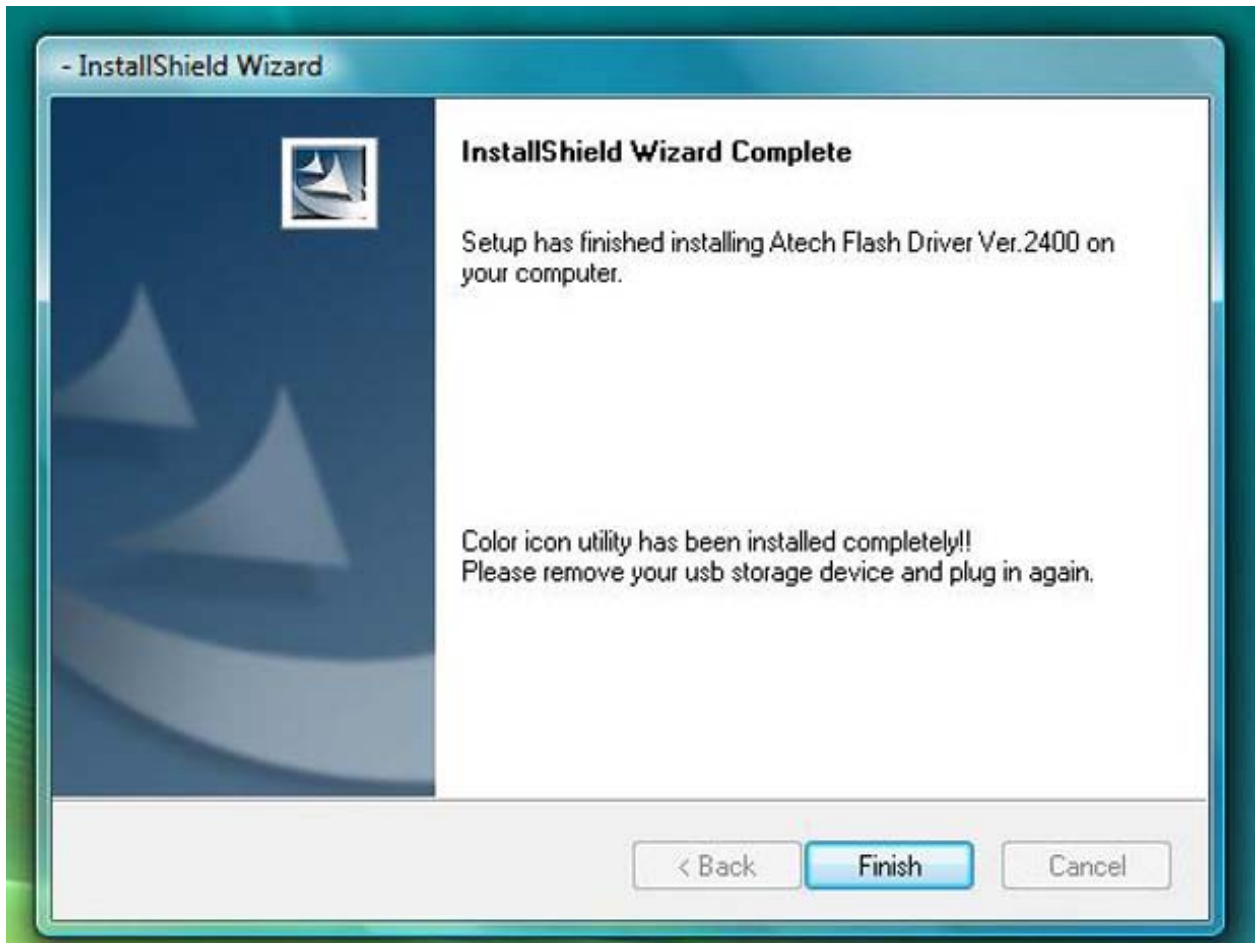 - InstallShield Wizard
InstallShield Wizard Complete
Setup has finished installing Atech Flash Driver Ver.2400 on
your computer.
Color icon utility has been installed completely!!
Please remove your usb storage device and plug in again.
< Back
Finish
Cancel